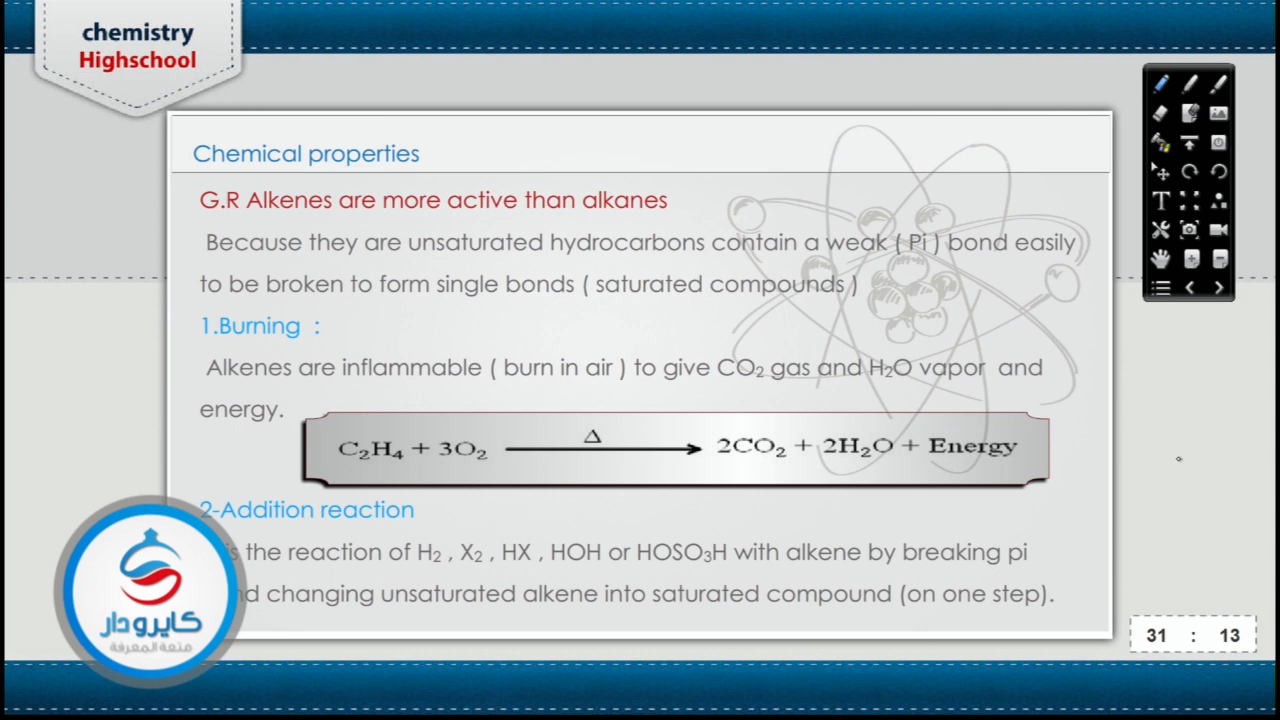 chemistry
Highschool
Chemical properties
G.R Alkenes are more active than alkanes
Because they are unsaturated hydrocarbons contain a weak ( Pi ) bond easily
to be broken to form single bonds ( saturated compounds )
1.Burning :
Alkenes are inflammable ( burn in air ) to give CO₂ gas and H₂O vapor and
energy.
C₂H₄ + 3O₂ Δ → 2CO₂ + 2H₂O + Energy
2-Addition reaction
is the reaction of H₂ , X₂ , HX , HOH or HOSO₃H with alkene by breaking pi
changing unsaturated alkene into saturated compound (on one step).
كايرودار
متعة المعرفة
31 : 13